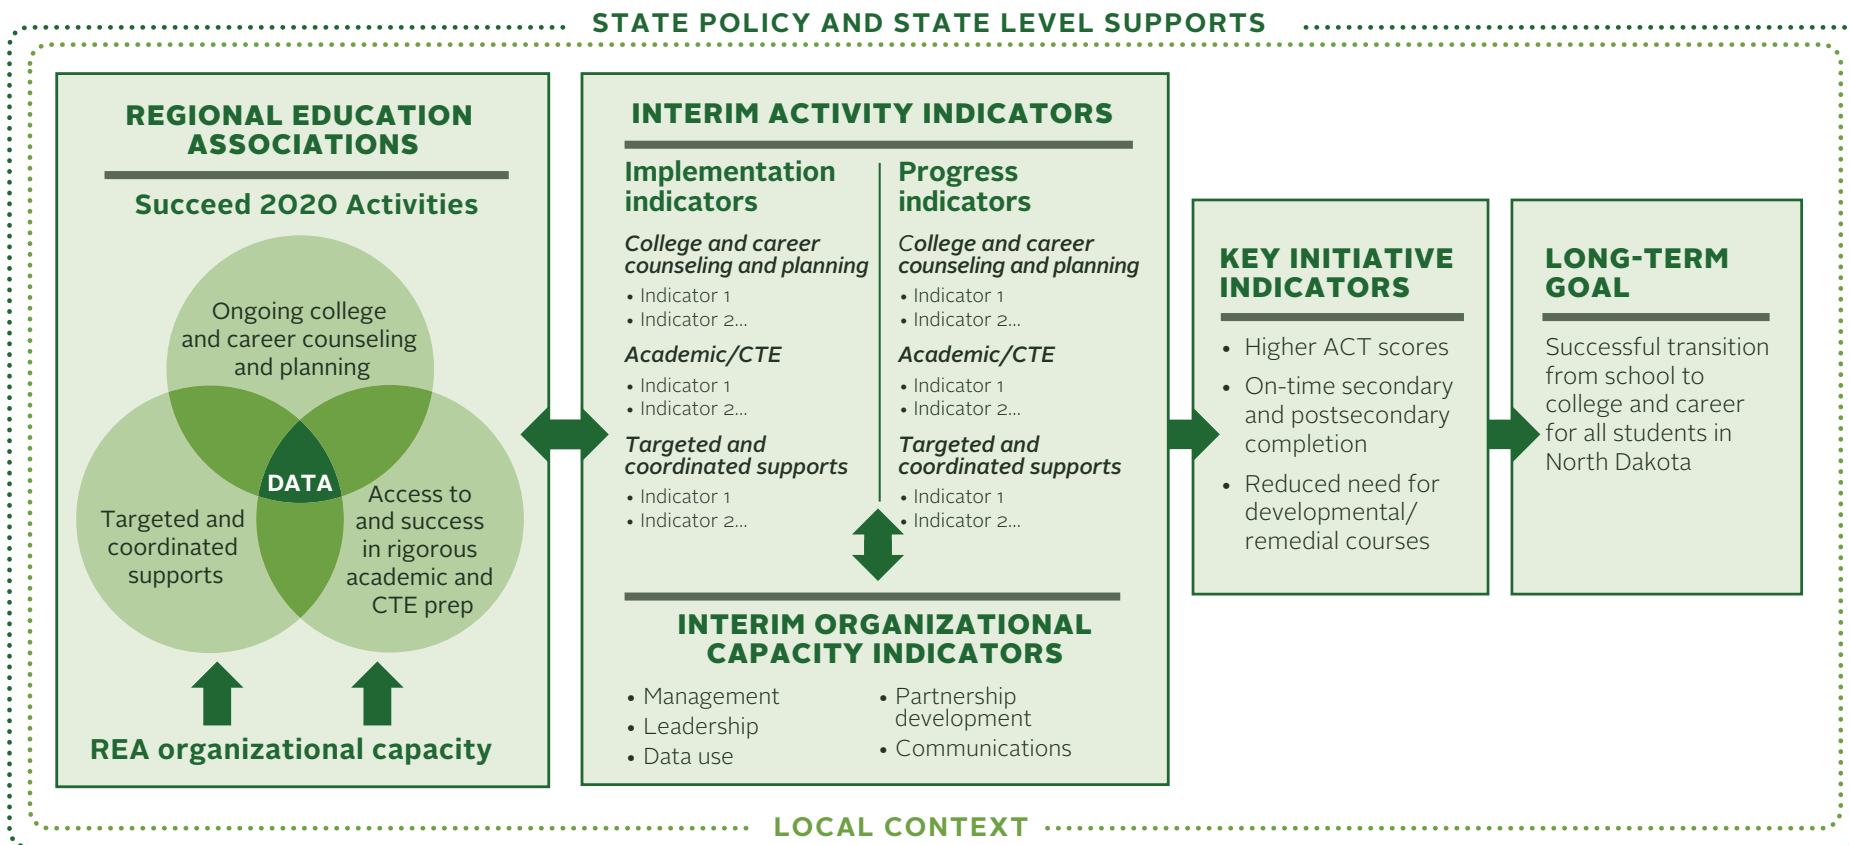 STATE POLICY AND STATE LEVEL SUPPORTS
REGIONAL EDUCATION
ASSOCIATIONS
Succeed 2020 Activities
Ongoing college
and career counseling
and planning
DATA
Targeted and
coordinated
supports
Access to
and success
in rigorous
academic and
CTE prep
REA organizational capacity
INTERIM ACTIVITY INDICATORS
Implementation
indicators
College and career
counseling and planning
• Indicator 1
• Indicator 2...
Academic/CTE
• Indicator 1
• Indicator 2...
Targeted and
coordinated supports
• Indicator 1
• Indicator 2...
Progress
indicators
College and career
counseling and planning
• Indicator 1
• Indicator 2...
Academic/CTE
• Indicator 1
• Indicator 2...
Targeted and
coordinated supports
• Indicator 1
• Indicator 2...
INTERIM ORGANIZATIONAL
CAPACITY INDICATORS
• Management
• Leadership
• Data use
• Partnership
development
• Communications
KEY INITIATIVE
INDICATORS
• Higher ACT scores
• On-time secondary
and postsecondary
completion
• Reduced need for
developmental/
remedial courses
LONG-TERM
GOAL
Successful transition
from school to
college and career
for all students in
North Dakota
LOCAL CONTEXT